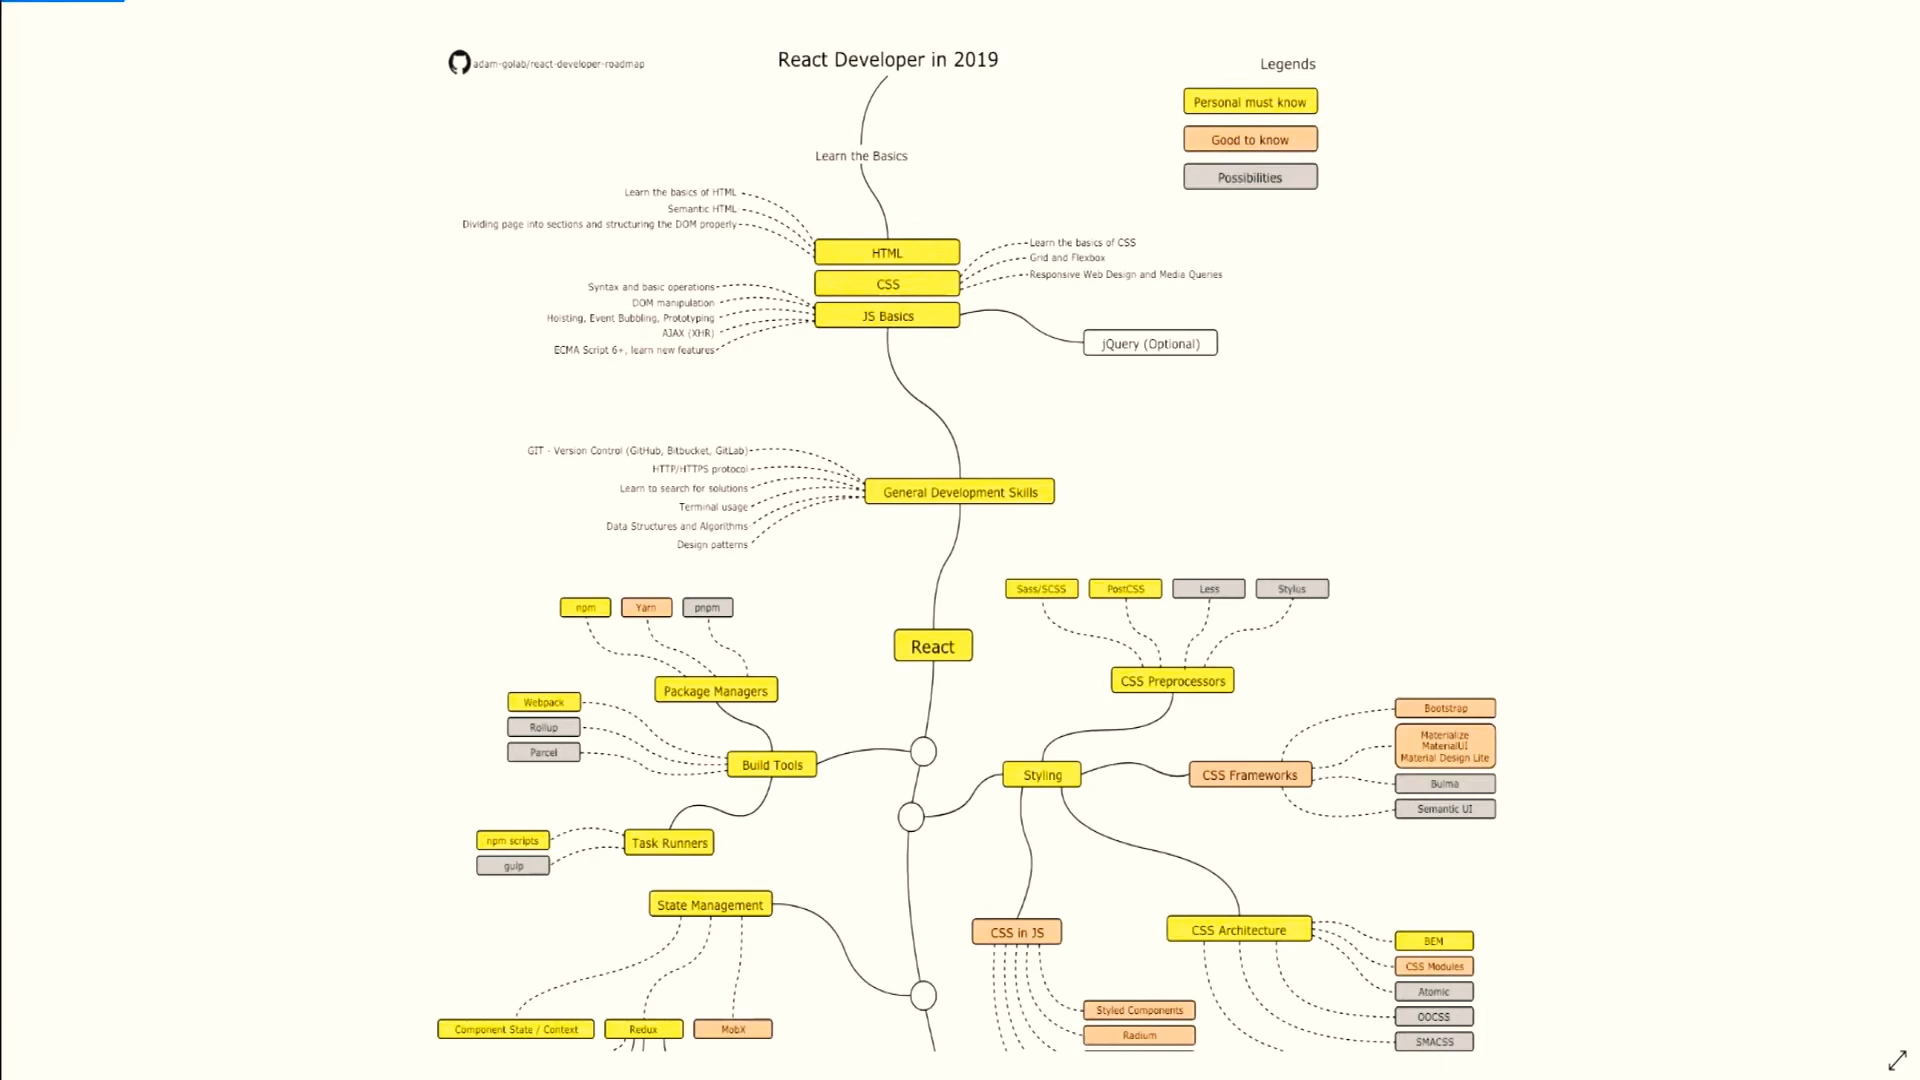 adam-golab/react-developer-roadmap
React Developer in 2019
Legends
Personal must know
Good to know
Possibilities
Learn the Basics
Learn the basics of HTML
Semantic HTML
Dividing page into sections and structuring the DOM properly
HTML
CSS
JS Basics
Learn the basics of CSS
Grid and Flexbox
Responsive Web Design and Media Queries
Syntax and basic operations
DOM manipulation
Hoisting, Event Bubbling, Prototyping
AJAX (XHR)
ECMA Script 6+, learn new features
jQuery (Optional)
GIT - Version Control (GitHub, Bitbucket, GitLab)
HTTP/HTTPS protocol
Learn to search for solutions
Terminal usage
Data Structures and Algorithms
Design patterns
General Development Skills
React
npm
Yarn
pnpm
Package Managers
Webpack
Rollup
Parcel
Build Tools
npm scripts
gulp
Task Runners
Sass/SCSS
PostCSS
Less
Stylus
CSS Preprocessors
Styling
CSS Frameworks
Bootstrap
Materialize
MaterialUI
Material Design Lite
Bulma
Semantic UI
State Management
Component State / Context
Redux
MobX
CSS in JS
Styled Components
Radium
CSS Architecture
BEM
CSS Modules
Atomic
OOCSS
SMACSS